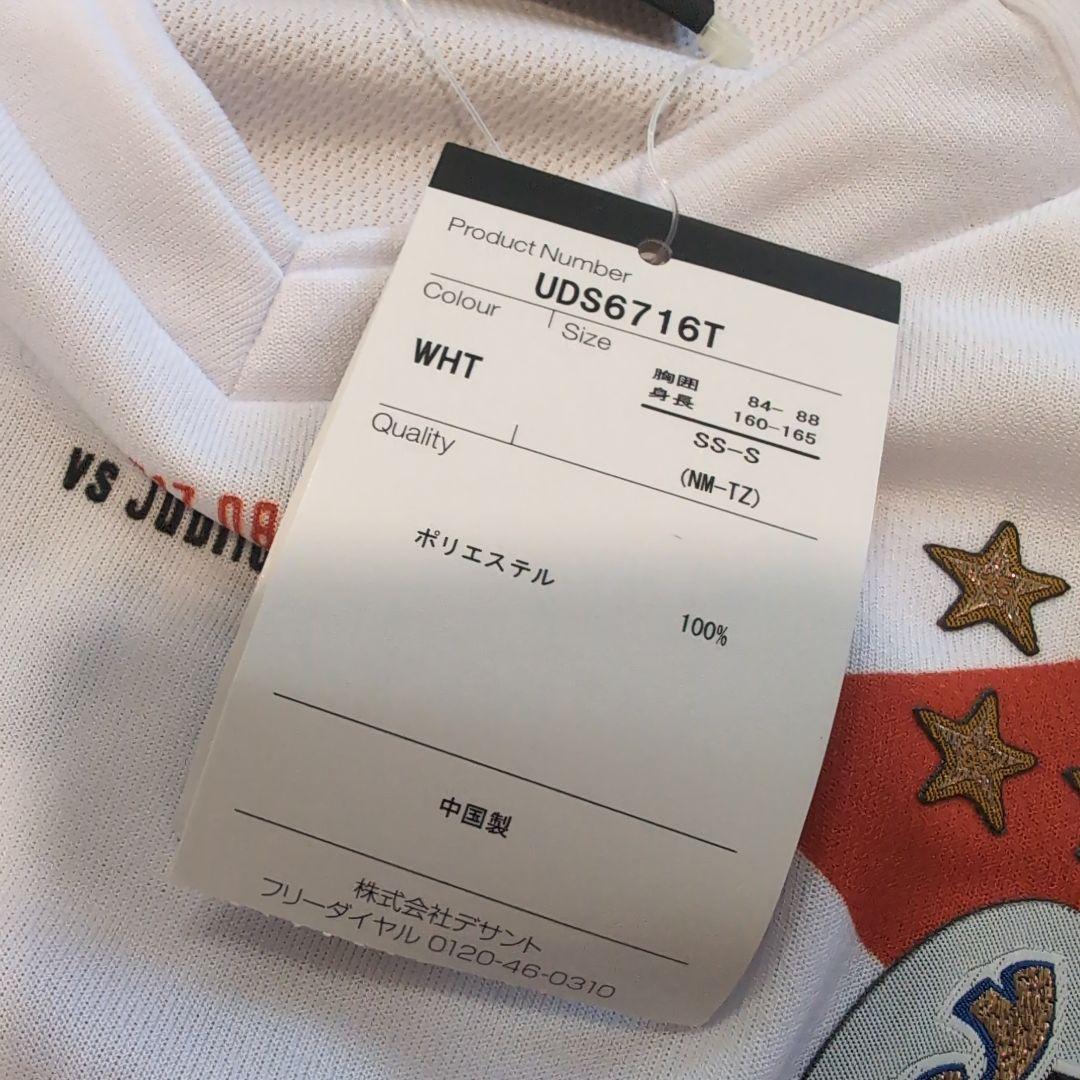 Product Number
UDS6716T
Colour
Size
WHT
胸囲 84- 88
身長 160-165
SS-S
(NM-TZ)
Quality
ポリエステル
100%
中国製
株式会社デサント
フリーダイヤル 0120-46-0310
vs